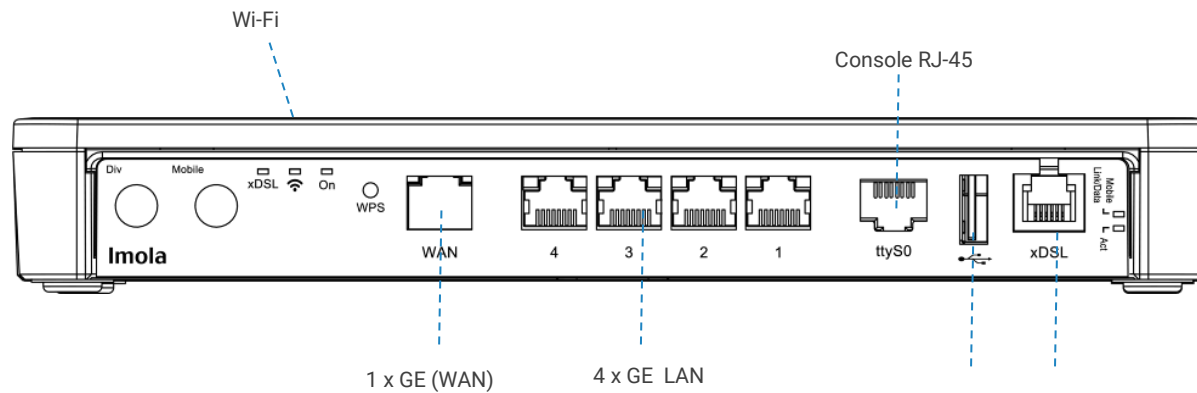 Wi-Fi
Console RJ-45
Div
Mobile
xDSL
On
WPS
Mobile
Link/Data
Act
Imola
WAN
4
3
2
1
ttyS0
xDSL
1 x GE (WAN)
4 x GE LAN